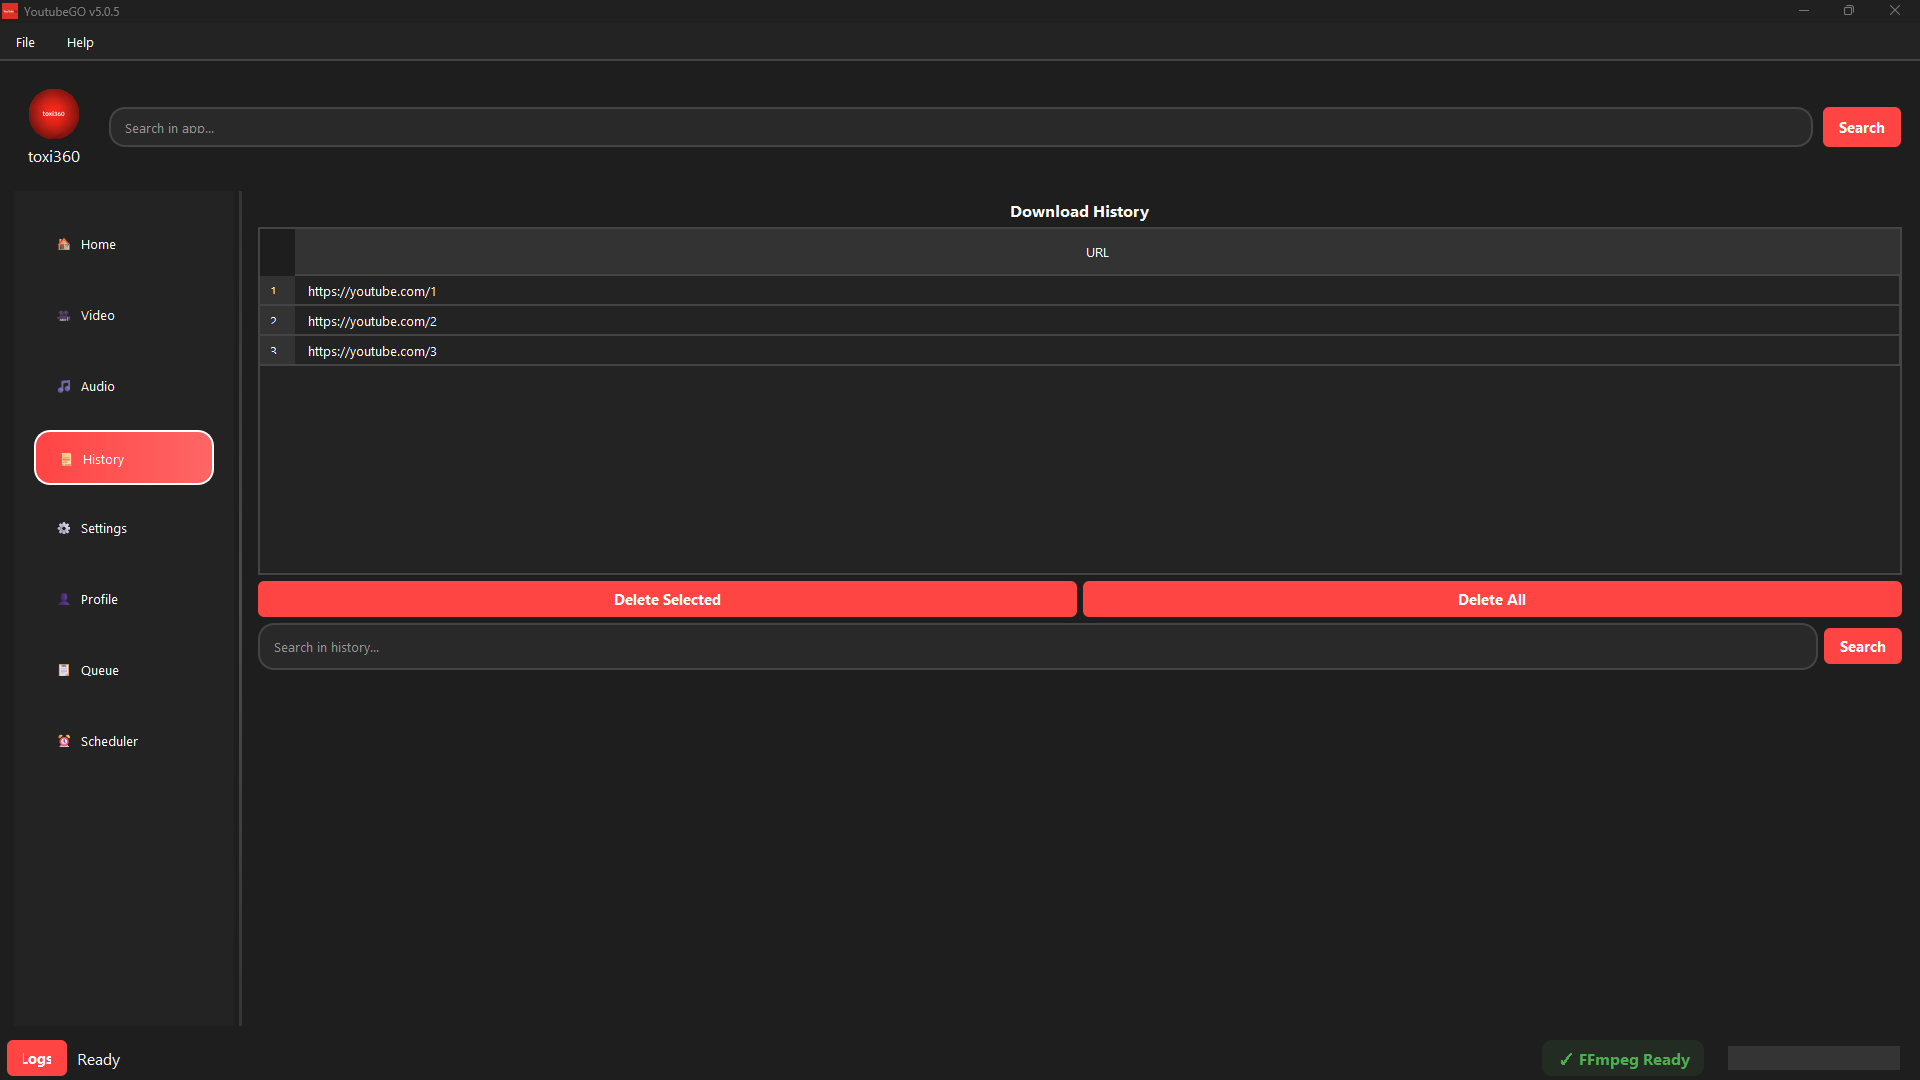 YoutubeGO v5.0.5
File Help
toxi360
Search in app...
Search
toxi360
Home
Video
Audio
History
Settings
Profile
Queue
Scheduler
Download History
URL
1 https://youtube.com/1
2 https://youtube.com/2
3 https://youtube.com/3
Delete Selected Delete All
Search in history... Search
Logs Ready
✓ FFmpeg Ready